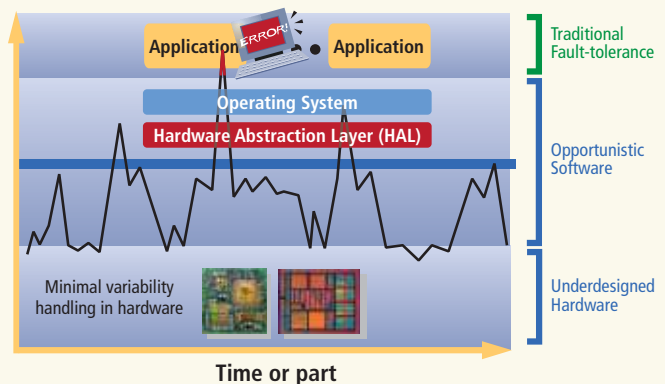 Application
ERROR!
Application
Traditional
Fault-tolerance
Operating System
Hardware Abstraction Layer (HAL)
Opportunistic
Software
Minimal variability
handling in hardware
Underdesigned
Hardware
Time or part